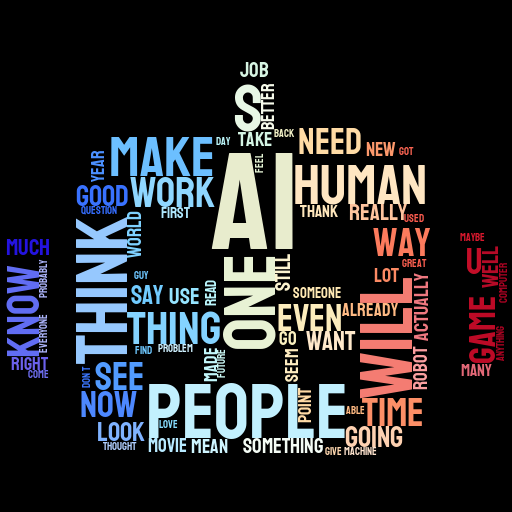 JOB
S
BETTER
TAKE
BACK
DAY
FEEL
NEED
NEW
GOT
MAKE
YEAR
GOOD
WORK
QUESTION
FIRST
AI
HUMAN
THANK
REALLY
USED
WAY
GREAT
LOT
MAYBE
U
WELL
COMPUTER
GAME
ANYTHING
MANY
MUCH
KNOW
PROBABLY
EVERYONE
RIGHT
COME
THINK
WORLD
GUY
SAY
USE
READ
THING
FIND
PROBLEM
MADE
FUTURE
ONE
STILL
SOMEONE
EVEN
ALREADY
GO
WANT
SEEM
WILL
ACTUALLY
ROBOT
DON T
SEE
NOW
LOOK
THOUGHT
PEOPLE
LOVE
MOVIE
MEAN
SOMETHING
POINT
ABLE
TIME
GOING
GIVE
MACHINE